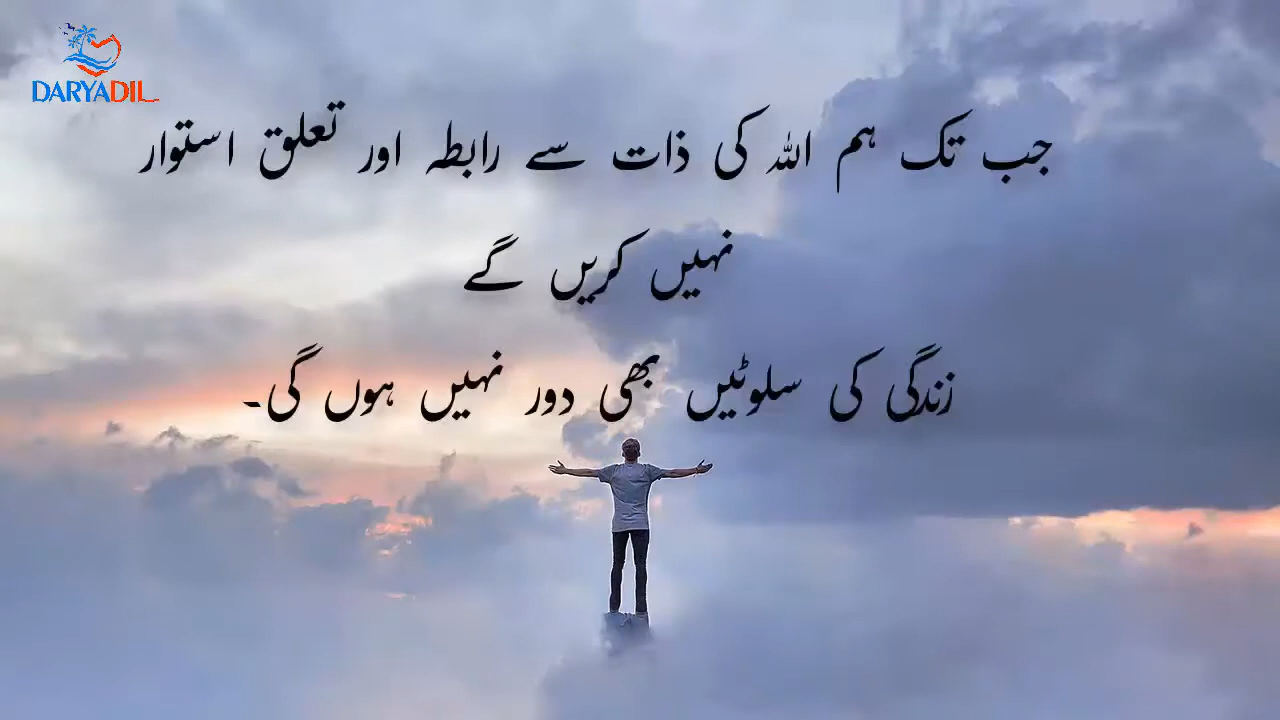 DARYADIL
جب تک ہم اللہ کی ذات سے رابطہ اور تعلق استوار
نہیں کریں گے
زندگی کی سلوٹیں بھی دور نہیں ہوں گی۔